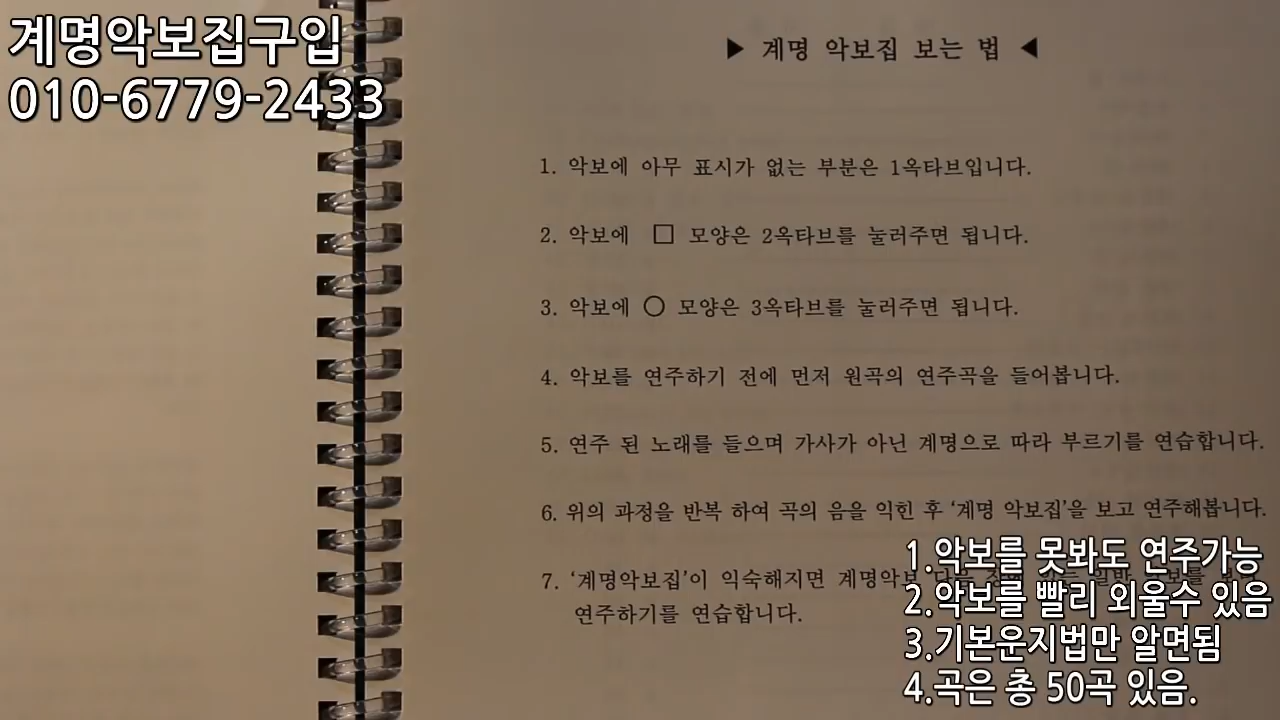 계명악보집구입
010-6779-2433
▶ 계명 악보집 보는 법 ◀
1. 악보에 아무 표시가 없는 부분은 1옥타브입니다.
2. 악보에 □ 모양은 2옥타브를 눌러주면 됩니다.
3. 악보에 ○ 모양은 3옥타브를 눌러주면 됩니다.
4. 악보를 연주하기 전에 먼저 원곡의 연주곡을 들어봅니다.
5. 연주 된 노래를 들으며 가사가 아닌 계명으로 따라 부르기를 연습합니다.
6. 위의 과정을 반복 하여 곡의 음을 익힌 후 '계명 악보집'을 보고 연주해봅니다.
7. '계명악보집'이 익숙해지면 계명악보
연주하기를 연습합니다.
1.악보를 못봐도 연주가능
2.악보를 빨리 외울수 있음
3.기본운지법만 알면됨
4.곡은 총 50곡 있음.